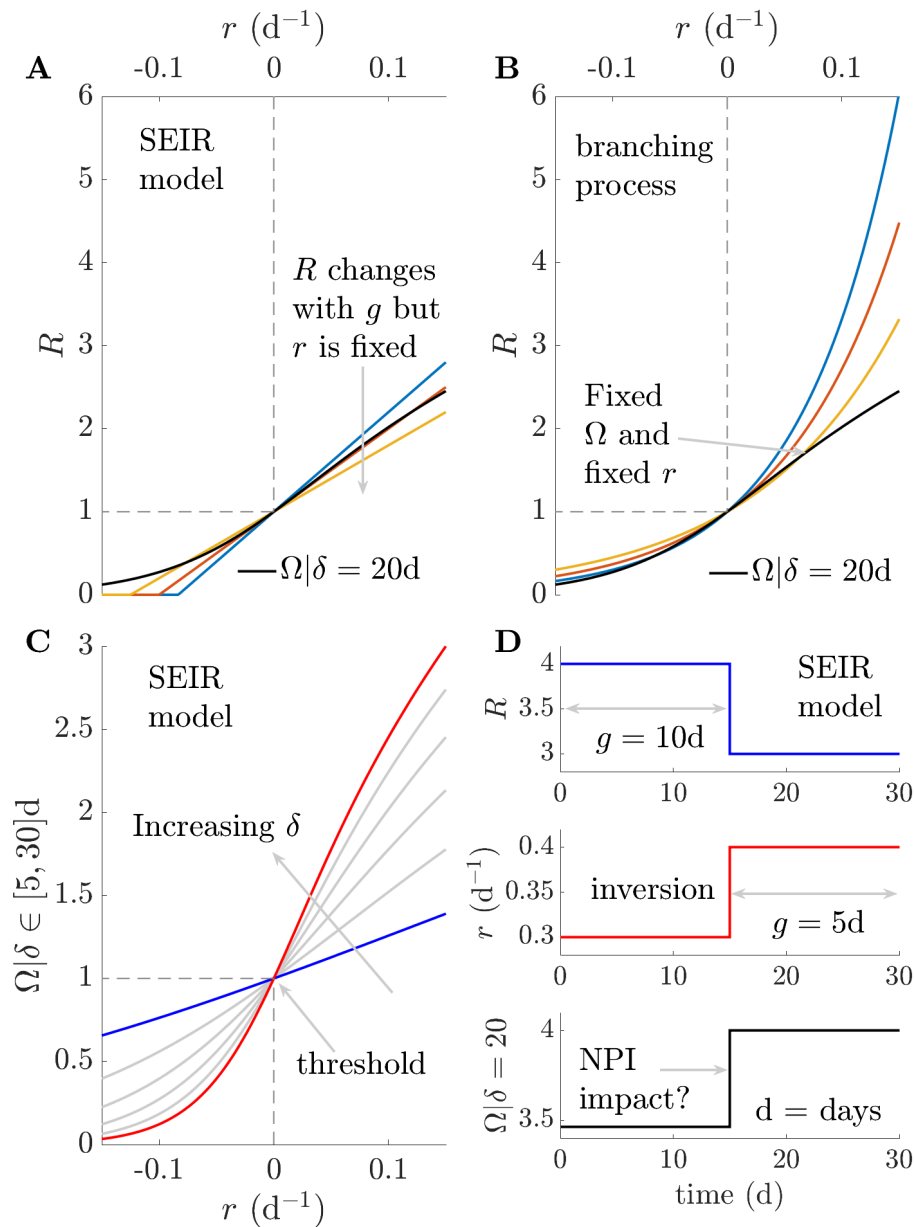 r (d⁻¹)
r (d⁻¹)
A
-0.1 0 0.1
B
-0.1 0 0.1
6
5
4
3
2
1
0
R
SEIR
model
R changes
with g but
r is fixed
Ω|δ = 20d
6
5
4
3
2
1
0
R
branching
process
Fixed
Ω and
fixed r
Ω|δ = 20d
C
3
2.5
2
1.5
1
0.5
0
Ω|δ ∈ [5, 30]d
SEIR
model
Increasing δ
threshold
-0.1 0 0.1
r (d⁻¹)
D
4
3.5
3
R
SEIR
model
g = 10d
0 10 20 30
0.4
0.35
0.3
r (d⁻¹)
inversion
g = 5d
0 10 20 30
4
3.5
Ω|δ = 20
NPI
impact?
d = days
0 10 20 30
time (d)